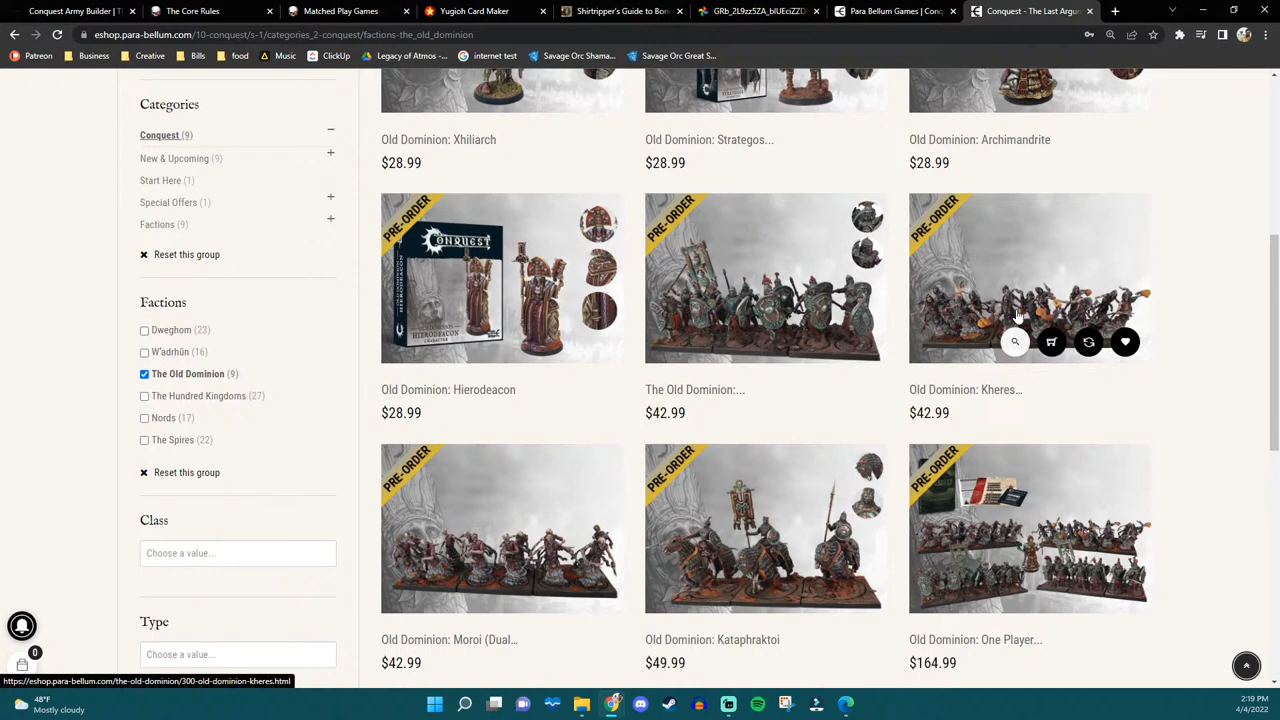 Conquest Army Builder | T
The Core Rules
Matched Play Games
Yugioh Card Maker
Shirtripper's Guide to Bon
GRb_2L9zs5ZA_bIUEciZZD
Para Bellum Games | Conq
Conquest - The Last Argum
eshop.para-bellum.com/10-conquest/s-1/categories_2-conquest/factions-the_old_dominion
Patreon
Business
Car
Bills
food
Music
ClickUp
Legacy of Atmos -...
internet test
Savage Orc Shama...
Savage Orc Great S...
Categories
Conquest (9)
New & Upcoming (9)
Start Here (1)
Special Offers (1)
Factions (9)
Reset this group
Factions
Dweghom (23)
W'adrhŭn (16)
The Old Dominion (9)
The Hundred Kingdoms (27)
Nords (17)
The Spires (22)
Reset this group
Class
Choose a value...
Type
Choose a value...
Old Dominion: Xhiliarch
$28.99
Old Dominion: Strategos...
$28.99
Old Dominion: Archimandrite
$28.99
PRE-ORDER
CONQUEST
HIERODEACON
Old Dominion: Hierodeacon
$28.99
PRE-ORDER
The Old Dominion:...
$42.99
PRE-ORDER
Old Dominion: Kheres...
$42.99
PRE-ORDER
Old Dominion: Moroi (Dual...
$42.99
PRE-ORDER
Old Dominion: Kataphraktoi
$49.99
PRE-ORDER
Old Dominion: One Player...
$164.99
0
https://eshop.para-bellum.com/the-old-dominion/300-old-dominion-kheres.html
48°F
Mostly cloudy
2:19 PM
4/4/2022